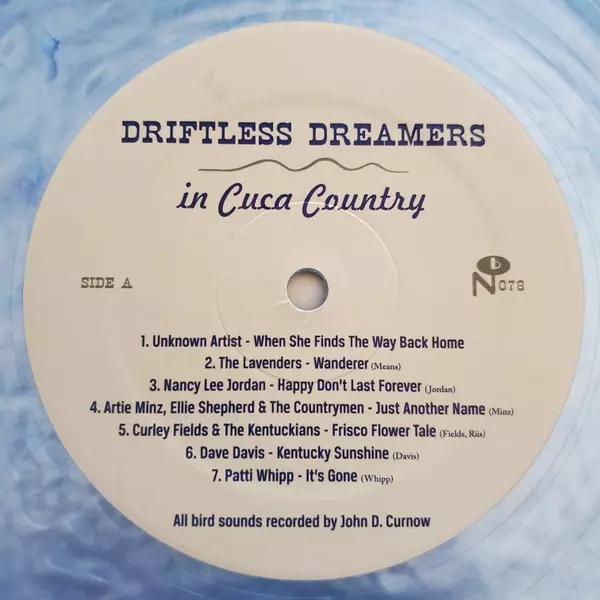 DRIFTLESS DREAMERS
in Cuca Country
SIDE A
N b 078
1. Unknown Artist - When She Finds The Way Back Home
2. The Lavenders - Wanderer (Means)
3. Nancy Lee Jordan - Happy Don't Last Forever (Jordan)
4. Artie Minz, Ellie Shepherd & The Countrymen - Just Another Name (Minz)
5. Curley Fields & The Kentuckians - Frisco Flower Tale (Fields, Riis)
6. Dave Davis - Kentucky Sunshine (Davis)
7. Patti Whipp - It's Gone (Whipp)
All bird sounds recorded by John D. Curnow